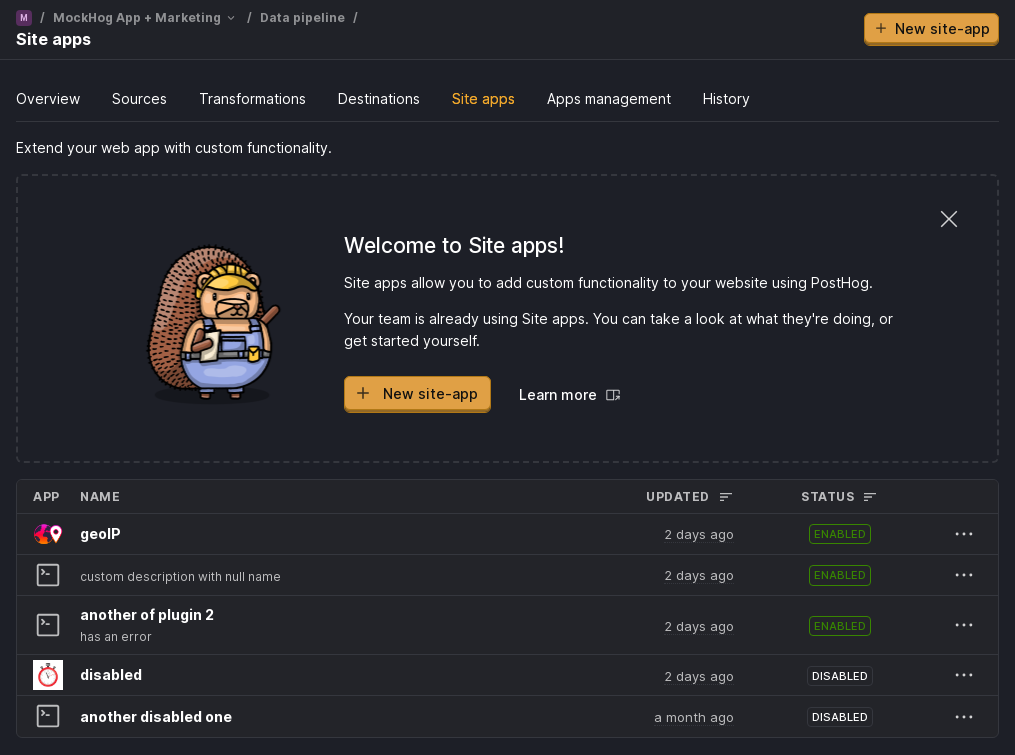 M / MockHog App + Marketing / Data pipeline /
Site apps
New site-app
Overview Sources Transformations Destinations Site apps Apps management History
Extend your web app with custom functionality.
Welcome to Site apps!
Site apps allow you to add custom functionality to your website using PostHog.
Your team is already using Site apps. You can take a look at what they're doing, or
get started yourself.
New site-app Learn more
APP NAME UPDATED STATUS
geoIP 2 days ago ENABLED
custom description with null name 2 days ago ENABLED
another of plugin 2
has an error 2 days ago ENABLED
disabled 2 days ago DISABLED
another disabled one a month ago DISABLED